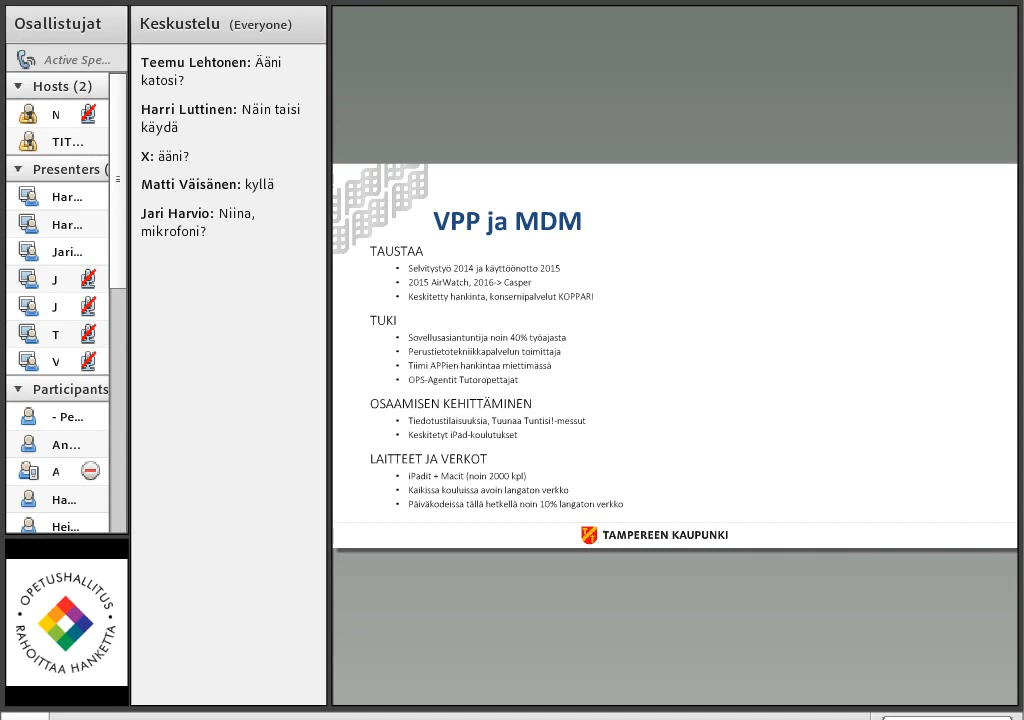 Osallistujat
Active Spe...
Hosts (2)
N
TIT...
Presenters (
Har...
Har...
Jari...
J
J
T
V
Participants
- Pe...
An...
A
Ha...
Hei...
OPETUSHALLITUS
RAHOITTAA HANKETTA
Keskustelu (Everyone)
Teemu Lehtonen: Ääni
katosi?
Harri Luttinen: Näin taisi
käydä
X: ääni?
Matti Väisänen: kyllä
Jari Harvio: Niina,
mikrofoni?
VPP ja MDM
TAUSTAA
• Selvitystyö 2014 ja käyttöönotto 2015
• 2015 AirWatch, 2016-> Casper
• Keskitetty hankinta, konsernipalvelut KOPPARI
TUKI
• Sovellusasiantuntija noin 40% työajasta
• Perustietotekniikkapalvelun toimittaja
• Tiimi APPien hankintaa miettimässä
• OPS-Agentit Tutoropettajat
OSAAMISEN KEHITTÄMINEN
• Tiedotustilaisuuksia, Tuunaa Tuntisi!-messut
• Keskitetyt iPad-koulutukset
LAITTEET JA VERKOT
• iPadit + Macit (noin 2000 kpl)
• Kaikissa kouluissa avoin langaton verkko
• Päiväkodeissa tällä hetkellä noin 10% langaton verkko
TAMPEREEN KAUPUNKI